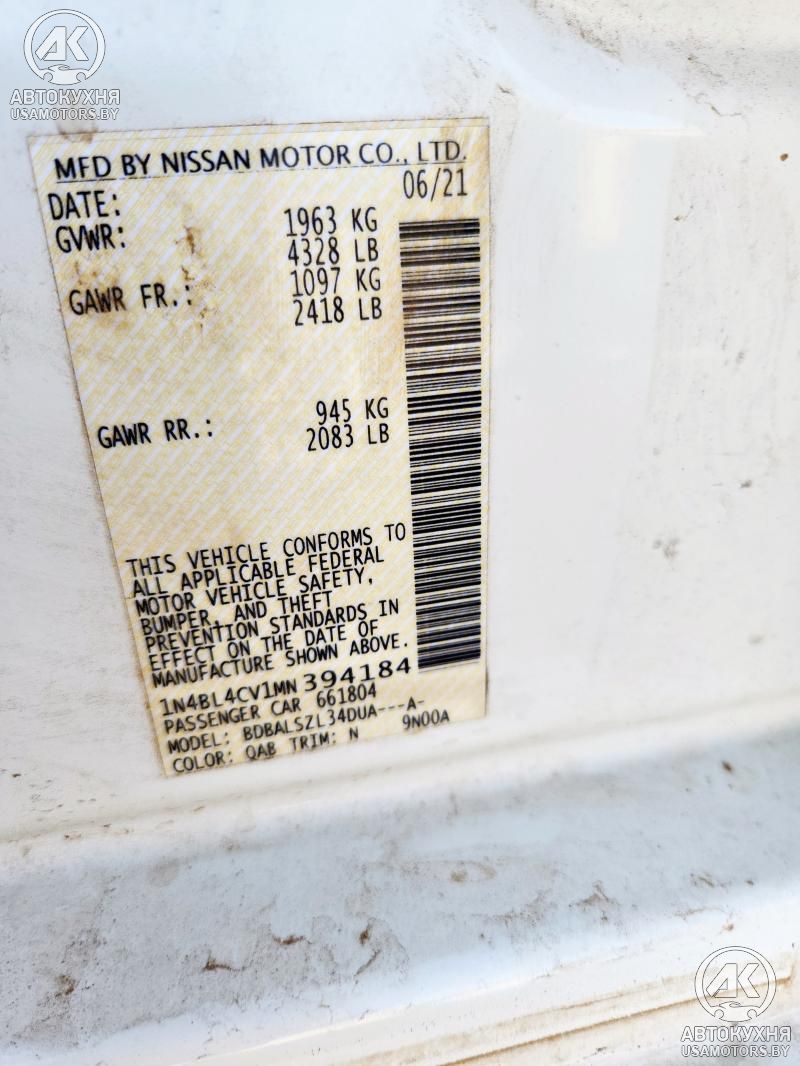 AK
АВТОКУХНЯ
USAMOTORS.BY
MFD BY NISSAN MOTOR CO., LTD.
DATE: 06/21
GVWR: 1963 KG
4328 LB
GAWR FR.: 1097 KG
2418 LB
GAWR RR.: 945 KG
2083 LB
THIS VEHICLE CONFORMS TO
ALL APPLICABLE FEDERAL
MOTOR VEHICLE SAFETY,
BUMPER, AND THEFT
PREVENTION STANDARDS IN
EFFECT ON THE DATE OF
MANUFACTURE SHOWN ABOVE.
1N4BL4CV1MN394184
PASSENGER CAR 661804
MODEL: BDBALSZL34DUA---A-
COLOR: QAB TRIM: N 9N00A
AK
АВТОКУХНЯ
USAMOTORS.BY